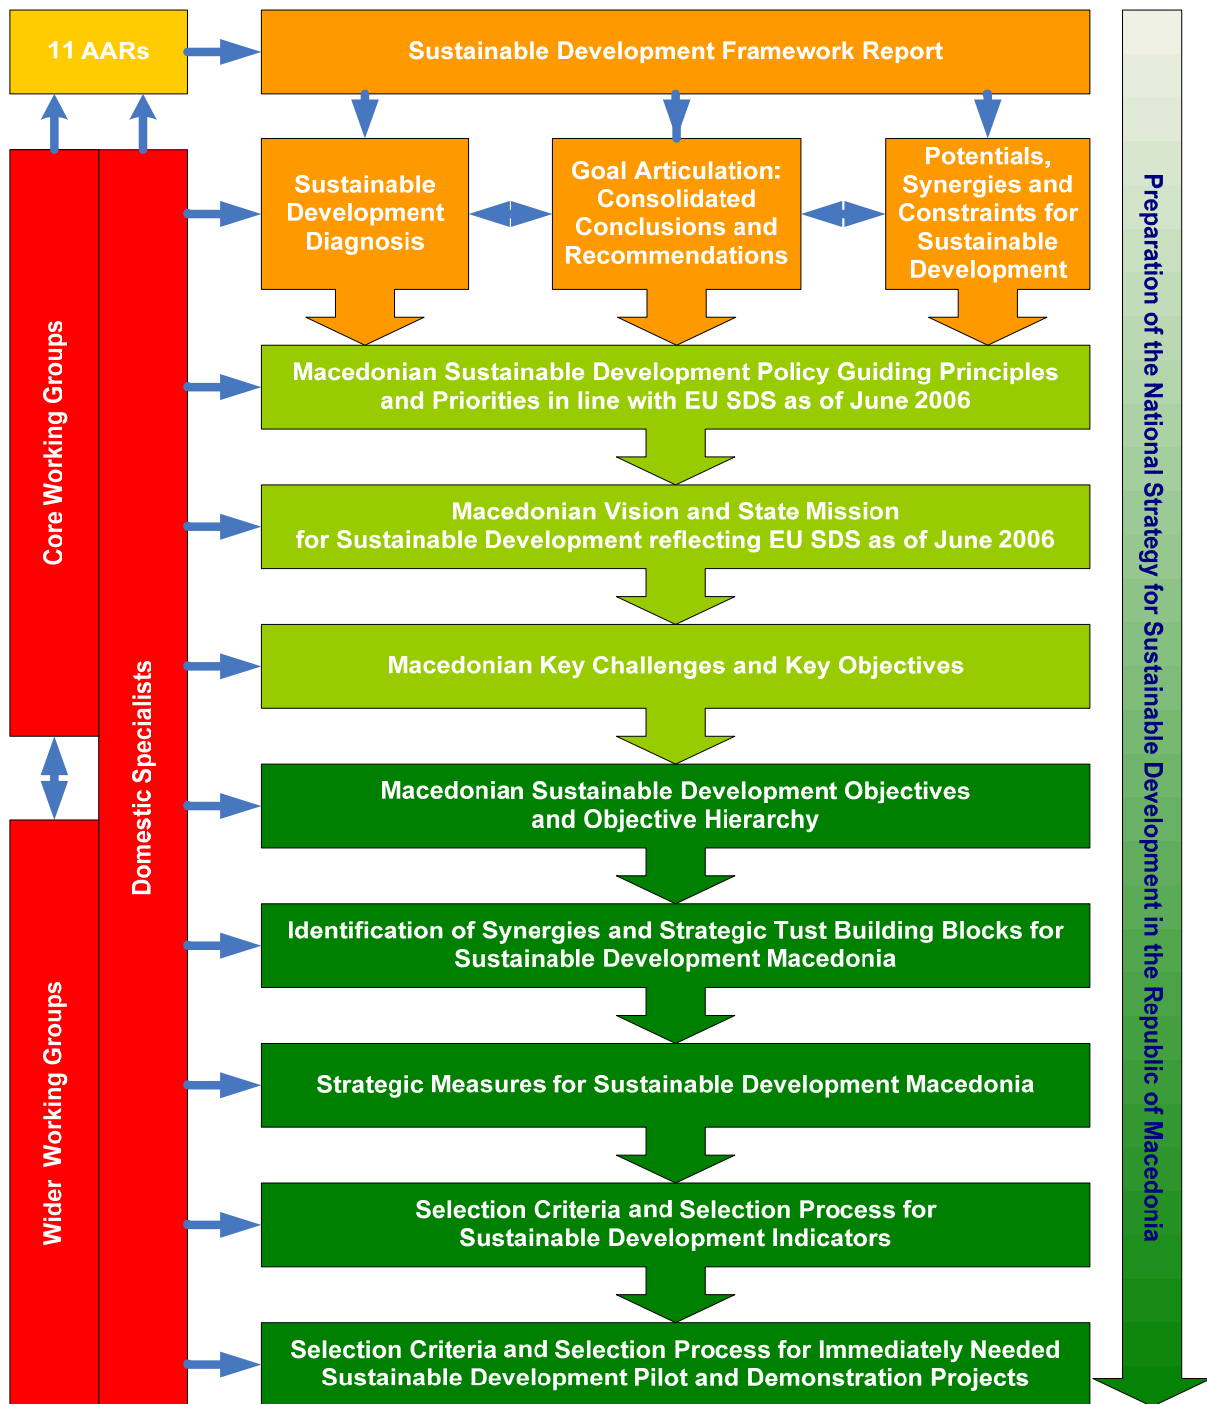 11 AARs
Sustainable Development Framework Report
Sustainable
Development
Diagnosis
Goal Articulation:
Consolidated
Conclusions and
Recommendations
Potentials,
Synergies and
Constraints for
Sustainable
Development
Macedonian Sustainable Development Policy Guiding Principles
and Priorities in line with EU SDS as of June 2006
Macedonian Vision and State Mission
for Sustainable Development reflecting EU SDS as of June 2006
Macedonian Key Challenges and Key Objectives
Macedonian Sustainable Development Objectives
and Objective Hierarchy
Identification of Synergies and Strategic Tust Building Blocks for
Sustainable Development Macedonia
Strategic Measures for Sustainable Development Macedonia
Selection Criteria and Selection Process for
Sustainable Development Indicators
Selection Criteria and Selection Process for Immediately Needed
Sustainable Development Pilot and Demonstration Projects
Core Working Groups
Wider Working Groups
Domestic Specialists
Preparation of the National Strategy for Sustainable Development in the Republic of Macedonia